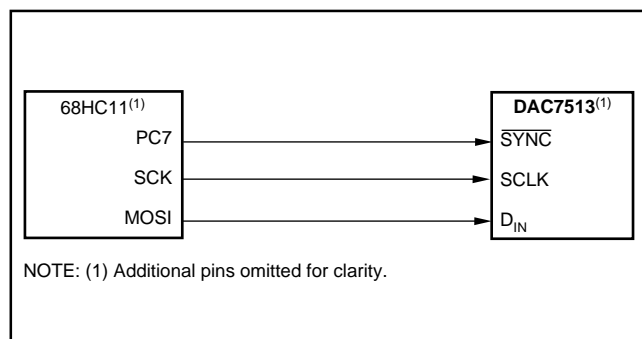 68HC11(1)
PC7
SCK
MOSI
DAC7513(1)
SYNC
SCLK
DIN
NOTE: (1) Additional pins omitted for clarity.